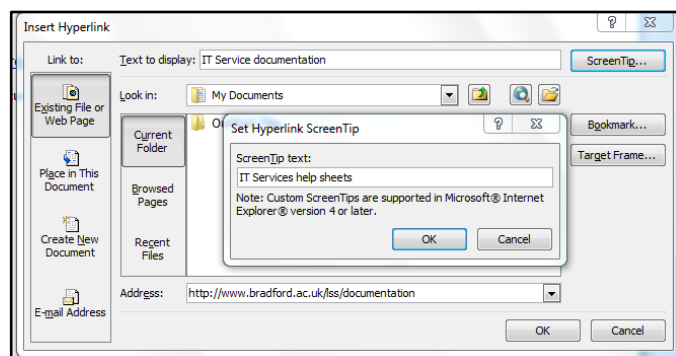 Insert Hyperlink
Link to:
Text to display: IT Service documentation
ScreenTip...
Existing File or
Web Page
Look in: My Documents
Bookmark...
Target Frame...
Current
Folder
Set Hyperlink ScreenTip
ScreenTip text:
IT Services help sheets
Note: Custom ScreenTips are supported in Microsoft® Internet
Explorer® version 4 or later.
OK Cancel
Place in This
Document
Browsed
Pages
Create New
Document
Recent
Files
E-mail Address
Address: http://www.bradford.ac.uk/lss/documentation
OK Cancel